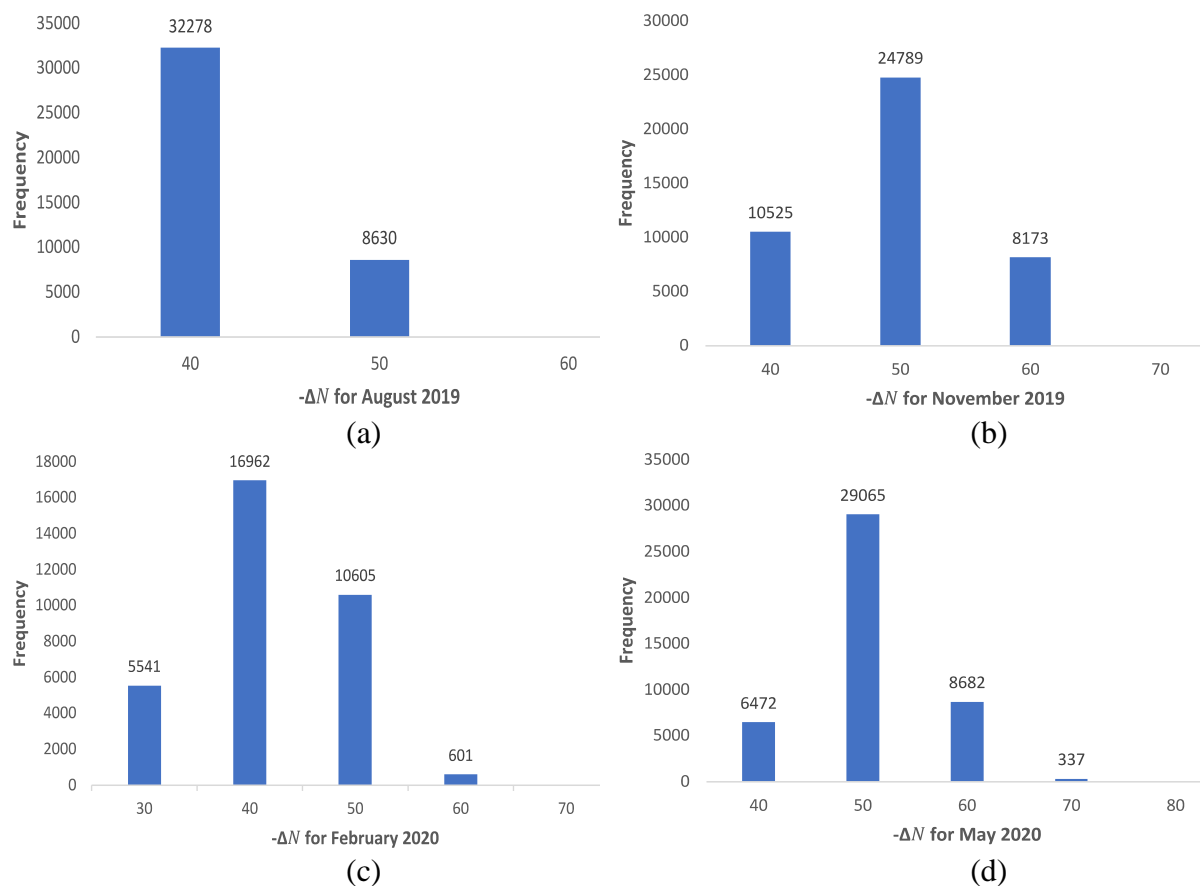 35000
30000
25000
20000
15000
10000
5000
0
Frequency
32278
8630
40 50 60
-ΔN for August 2019
(a)
30000
25000
20000
15000
10000
5000
0
Frequency
10525
24789
8173
40 50 60 70
-ΔN for November 2019
(b)
18000
16000
14000
12000
10000
8000
6000
4000
2000
0
Frequency
5541
16962
10605
601
30 40 50 60 70
-ΔN for February 2020
(c)
35000
30000
25000
20000
15000
10000
5000
0
Frequency
6472
29065
8682
337
40 50 60 70 80
-ΔN for May 2020
(d)